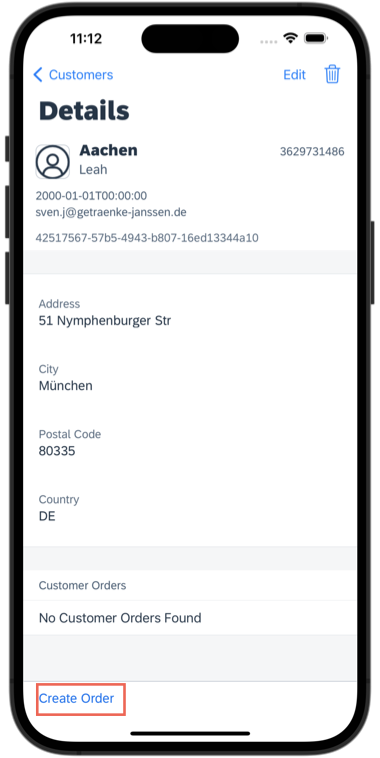 11:12
Customers
Edit
Details
Aachen
3629731486
Leah
2000-01-01T00:00:00
sven.j@getraenke-janssen.de
42517567-57b5-4943-b807-16ed13344a10
Address
51 Nymphenburger Str
City
München
Postal Code
80335
Country
DE
Customer Orders
No Customer Orders Found
Create Order